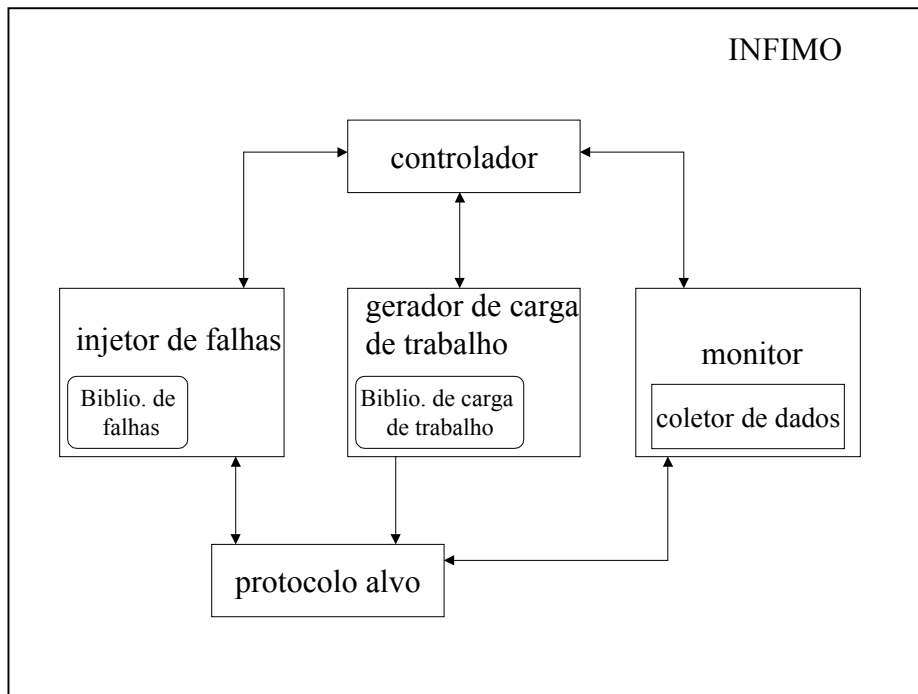 INFIMO
controlador
injetor de falhas
Biblio. de
falhas
gerador de carga
de trabalho
Biblio. de carga
de trabalho
monitor
coletor de dados
protocolo alvo